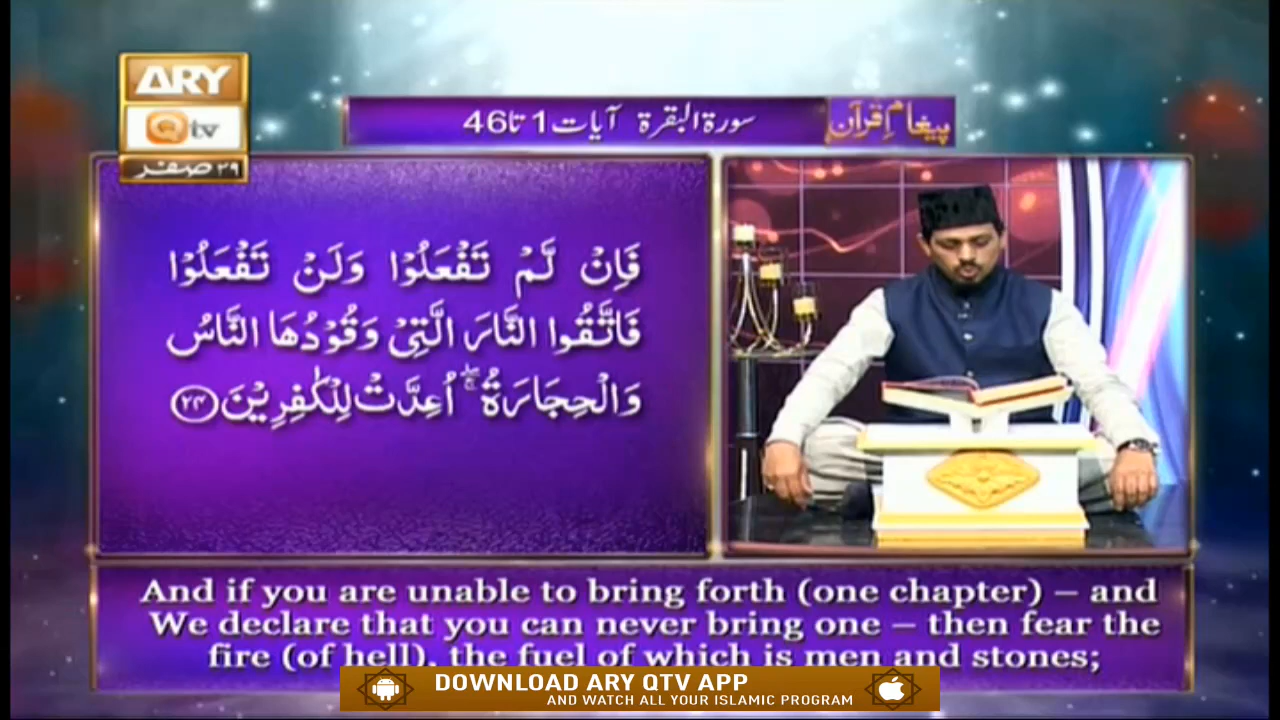 ARY
Qtv
۲۹ صفر
پیغامِ قرآن
سورۃ البقرۃ آیات 1 تا 46
فَاِنْ لَّمْ تَفْعَلُوْا وَلَنْ تَفْعَلُوْا
فَاتَّقُوا النَّارَ الَّتِیْ وَقُوْدُهَا النَّاسُ
وَالْحِجَارَةُ ۖۚ اُعِدَّتْ لِلْكٰفِرِیْنَ ﴿۲۴﴾
And if you are unable to bring forth (one chapter) – and
We declare that you can never bring one – then fear the
fire (of hell), the fuel of which is men and stones;
DOWNLOAD ARY QTV APP
AND WATCH ALL YOUR ISLAMIC PROGRAM